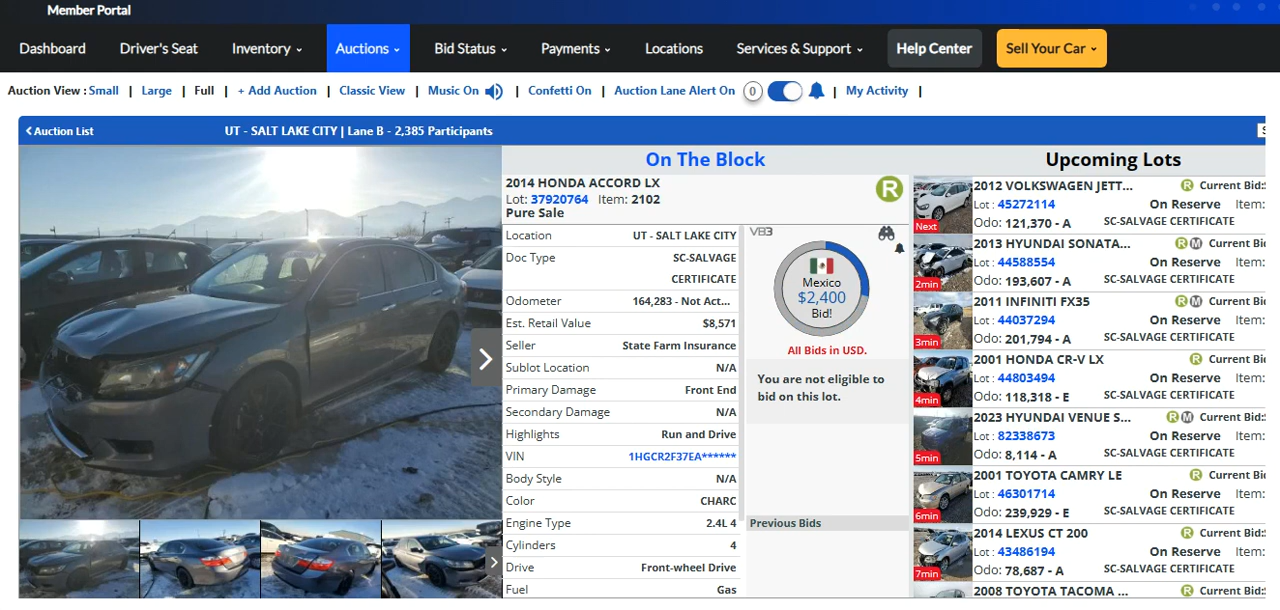 Member Portal
Dashboard
Driver's Seat
Inventory
Auctions
Bid Status
Payments
Locations
Services & Support
Help Center
Sell Your Car
Auction View : Small | Large | Full | + Add Auction | Classic View | Music On | Confetti On | Auction Lane Alert On 0 | My Activity |
Auction List
UT - SALT LAKE CITY | Lane B - 2,385 Participants
On The Block
2014 HONDA ACCORD LX
Lot: 37920764 Item: 2102
Pure Sale
R
Location UT - SALT LAKE CITY
Doc Type SC-SALVAGE
CERTIFICATE
Odometer 164,283 - Not Act...
Est. Retail Value $8,571
Seller State Farm Insurance
Sublot Location N/A
Primary Damage Front End
Secondary Damage N/A
Highlights Run and Drive
VIN 1HGCR2F37EA******
Body Style N/A
Color CHARC
Engine Type 2.4L 4
Cylinders 4
Drive Front-wheel Drive
Fuel Gas
VB3
Mexico
$2,400
Bid!
All Bids in USD.
You are not eligible to
bid on this lot.
Previous Bids
Upcoming Lots
2012 VOLKSWAGEN JETT... R Current Bid:
Lot : 45272114 On Reserve Item:
Next Odo: 121,370 - A SC-SALVAGE CERTIFICATE
2013 HYUNDAI SONATA... R M Current Bi
Lot : 44588554 On Reserve Item:
2min Odo: 193,607 - A SC-SALVAGE CERTIFICATE
2011 INFINITI FX35 R M Current Bi
Lot : 44037294 On Reserve Item:
3min Odo: 201,794 - A SC-SALVAGE CERTIFICATE
2001 HONDA CR-V LX R Current Bi
Lot : 44803494 On Reserve Item:
4min Odo: 118,318 - E SC-SALVAGE CERTIFICATE
2023 HYUNDAI VENUE S... R M Current Bid:
Lot : 82338673 On Reserve Item:
5min Odo: 8,114 - A SC-SALVAGE CERTIFICATE
2001 TOYOTA CAMRY LE R Current Bi
Lot : 46301714 On Reserve Item:
6min Odo: 239,929 - E SC-SALVAGE CERTIFICATE
2014 LEXUS CT 200 R Current Bid:
Lot : 43486194 On Reserve Item:
7min Odo: 78,687 - A SC-SALVAGE CERTIFICATE
2008 TOYOTA TACOMA ... R Current Bid: